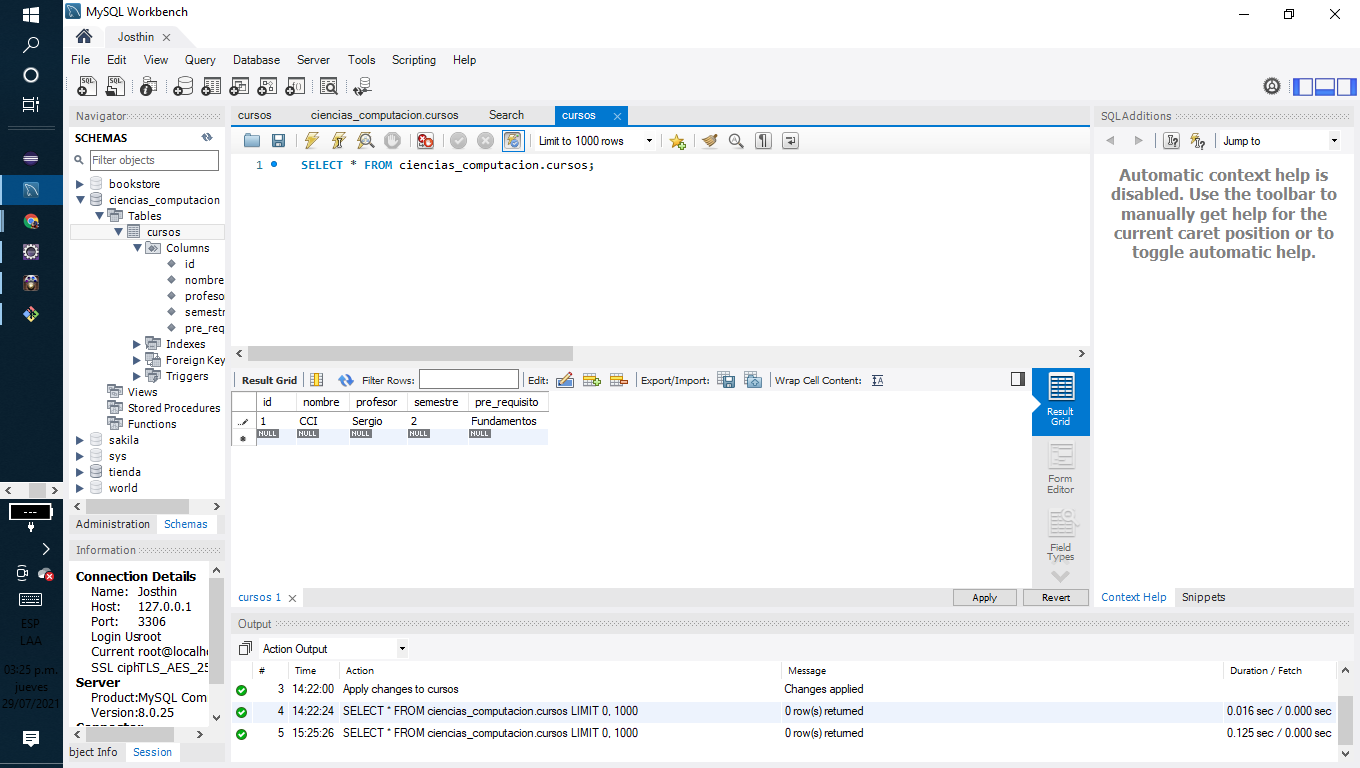 MySQL Workbench
Josthin
File Edit View Query Database Server Tools Scripting Help
Navigator
SCHEMAS
Filter objects
bookstore
ciencias_computacion
Tables
cursos
Columns
id
nombre
profeso
semestr
pre_req
Indexes
Foreign Key
Triggers
Views
Stored Procedures
Functions
sakila
sys
tienda
world
Administration Schemas
Information
Connection Details
Name: Josthin
Host: 127.0.0.1
Port: 3306
Login Us root
Current root@localh
SSL ciph TLS_AES_25
Server
Product: MySQL Com
Version: 8.0.25
bject Info Session
cursos ciencias_computacion.cursos Search cursos
Limit to 1000 rows
1 SELECT * FROM ciencias_computacion.cursos;
Result Grid Filter Rows: Edit: Export/Import: Wrap Cell Content:
id nombre profesor semestre pre_requisito
1 CCI Sergio 2 Fundamentos
NULL NULL NULL NULL NULL
Result Grid
Form Editor
Field Types
cursos 1
Apply Revert
SQLAdditions
Jump to
Automatic context help is
disabled. Use the toolbar to
manually get help for the
current caret position or to
toggle automatic help.
Context Help Snippets
Output
Action Output
# Time Action Message Duration / Fetch
3 14:22:00 Apply changes to cursos Changes applied
4 14:22:24 SELECT * FROM ciencias_computacion.cursos LIMIT 0, 1000 0 row(s) returned 0.016 sec / 0.000 sec
5 15:25:26 SELECT * FROM ciencias_computacion.cursos LIMIT 0, 1000 0 row(s) returned 0.125 sec / 0.000 sec
ESP
LAA
03:25 p.m.
jueves
29/07/2021